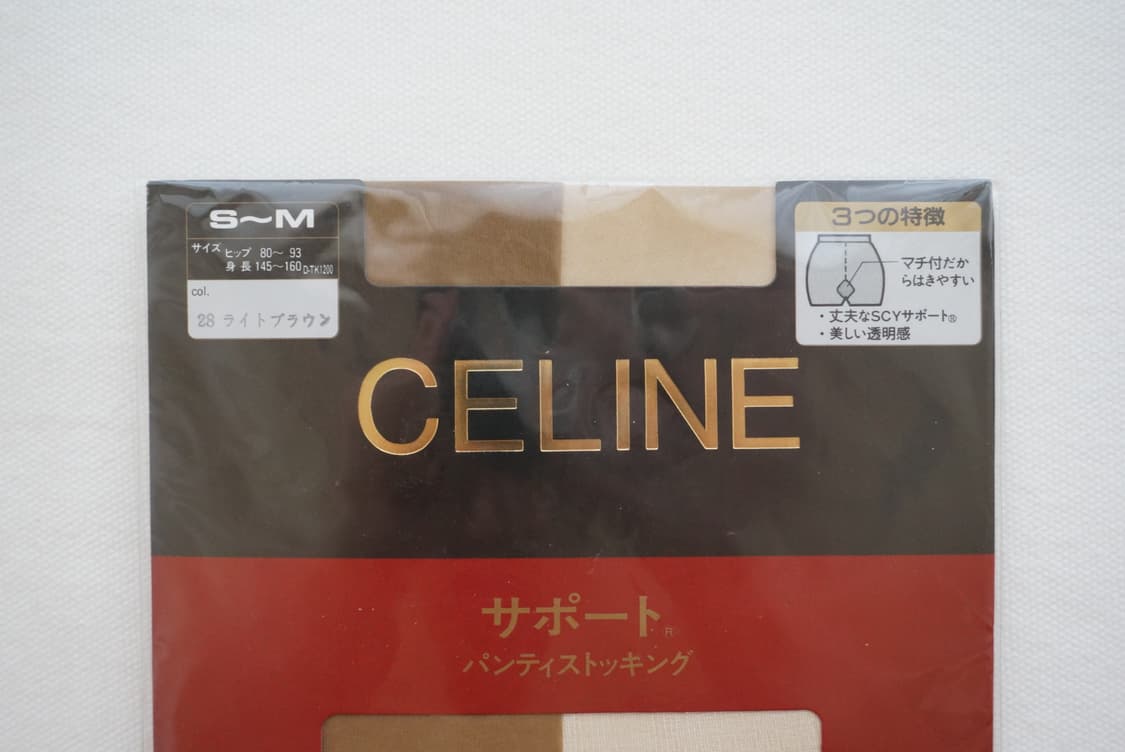 S〜M
サイズ ヒップ 80〜 93
身長 145〜160 D-TK1200
col.
28 ライトブラウン
3つの特徴
マチ付だか
らはきやすい
・丈夫なSCYサポート®
・美しい透明感
CELINE
サポート®
パンティストッキング